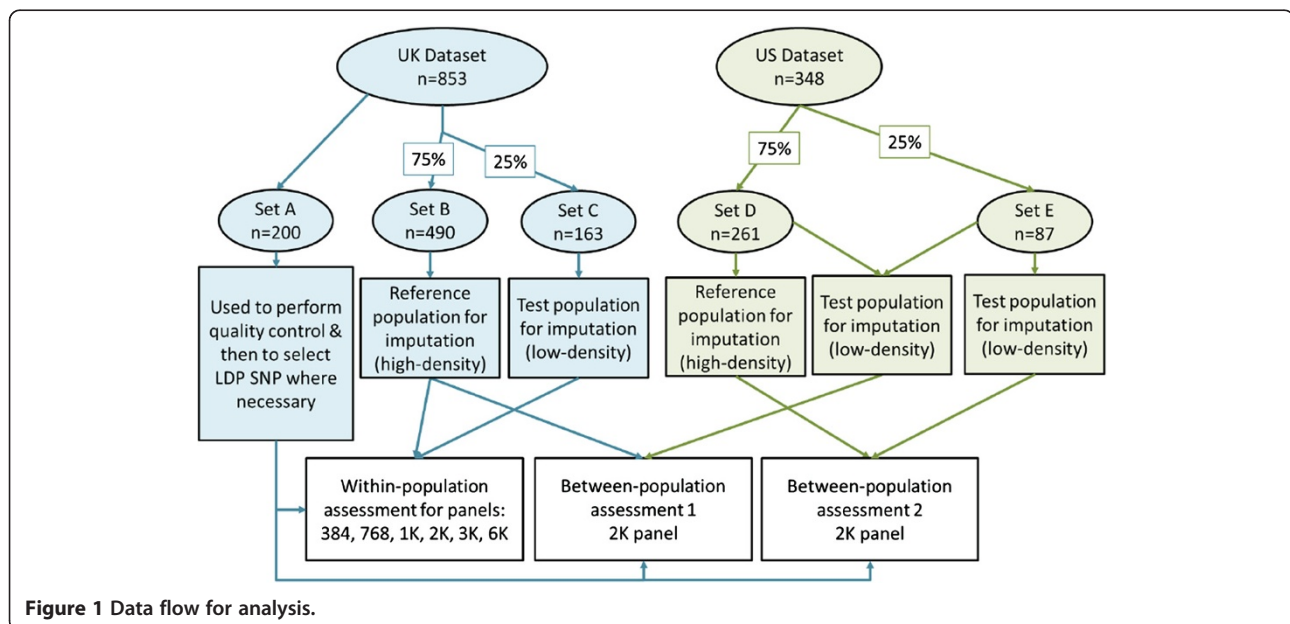 UK Dataset
n=853
US Dataset
n=348
75%
25%
75%
25%
Set A
n=200
Set B
n=490
Set C
n=163
Set D
n=261
Set E
n=87
Used to perform
quality control &
then to select
LDP SNP where
necessary
Reference
population for
imputation
(high-density)
Test population
for imputation
(low-density)
Reference
population for
imputation
(high-density)
Test population
for imputation
(low-density)
Test population
for imputation
(low-density)
Within-population
assessment for panels:
384, 768, 1K, 2K, 3K, 6K
Between-population
assessment 1
2K panel
Between-population
assessment 2
2K panel
Figure 1 Data flow for analysis.